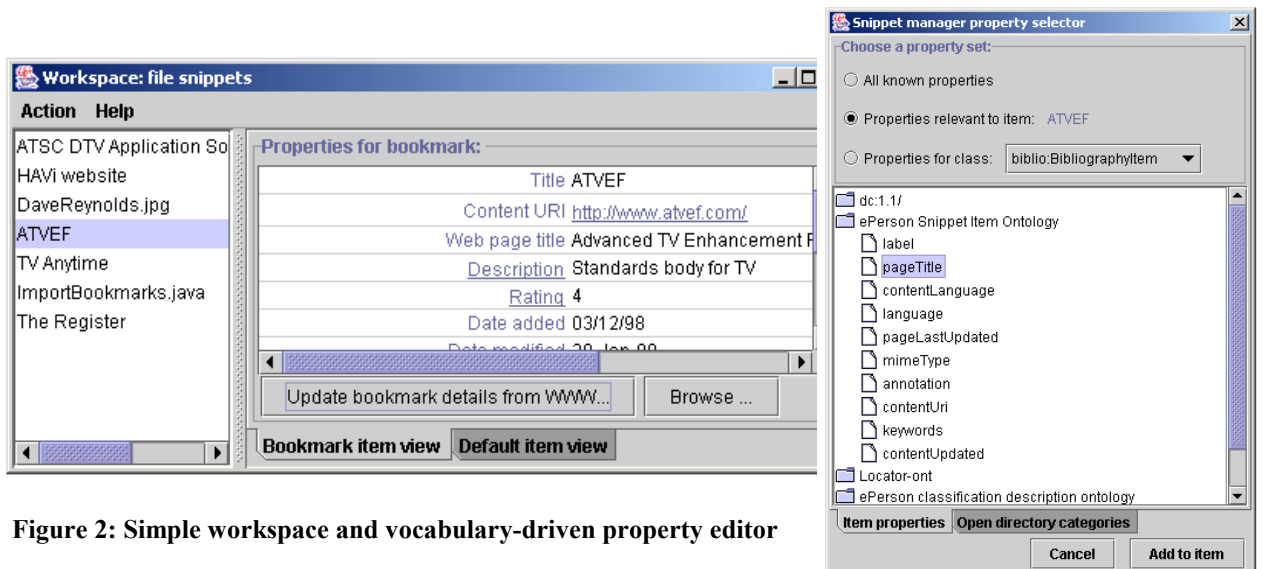 Workspace: file snippets
Action Help
ATSC DTV Application So
HAVi website
DaveReynolds.jpg
ATVEF
TV Anytime
ImportBookmarks.java
The Register
Properties for bookmark:
Title ATVEF
Content URI http://www.atvef.com/
Web page title Advanced TV Enhancement F
Description Standards body for TV
Rating 4
Date added 03/12/98
Date modified
Update bookmark details from WWW...
Browse ...
Bookmark item view Default item view
Figure 2: Simple workspace and vocabulary-driven property editor
Snippet manager property selector
Choose a property set:
All known properties
Properties relevant to item: ATVEF
Properties for class: biblio:BibliographyItem
dc:1.1/
ePerson Snippet Item Ontology
label
pageTitle
contentLanguage
language
pageLastUpdated
mimeType
annotation
contentUri
keywords
contentUpdated
Locator-ont
ePerson classification description ontology
Item properties Open directory categories
Cancel Add to item